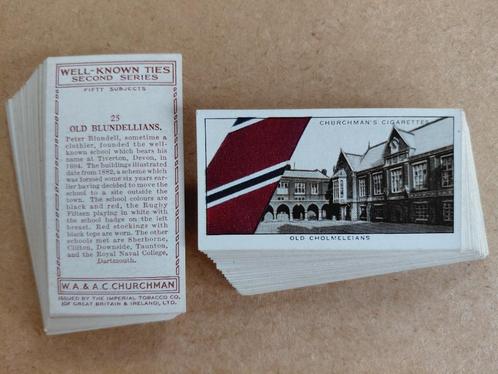 WELL-KNOWN TIES
SECOND SERIES
FIFTY SUBJECTS
25
OLD BLUNDELLIANS.
Peter Blundell, sometime a
clothier, founded the well-
known school which bears his
name at Tiverton, Devon, in
1604. The buildings illustrated
date from 1882, a scheme which
was formed some six years ear-
lier having decided to move the
school to a site outside the
town. The school colours are
black and red, the Rugby
Fifteen playing in white with
the school badge on the left
breast. Red stockings with
black tops are worn. The other
schools met are Sherborne,
Clifton, Downside, Taunton,
and the Royal Naval College,
Dartmouth.
W.A. & A.C. CHURCHMAN
ISSUED BY THE IMPERIAL TOBACCO CO.
(OF GREAT BRITAIN & IRELAND), LTD.
CHURCHMAN'S CIGARETTES
OLD CHOLMELEIANS